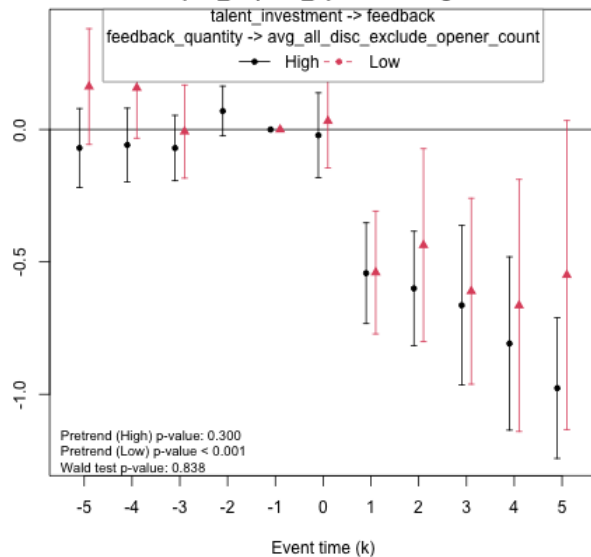 talent_investment -> feedback
feedback_quantity -> avg_all_disc_exclude_opener_count
High Low
0.0
-0.5
-1.0
Pretrend (High) p-value: 0.300
Pretrend (Low) p-value < 0.001
Wald test p-value: 0.838
-5 -4 -3 -2 -1 0 1 2 3 4 5
Event time (k)